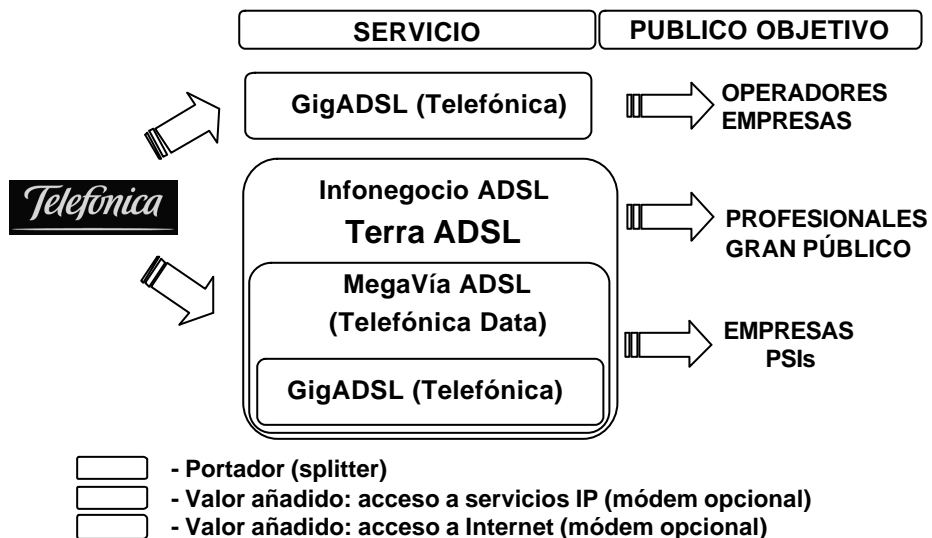 SERVICIO
PUBLICO OBJETIVO
GigADSL (Telefónica)
OPERADORES
EMPRESAS
Telefónica
Infonegocio ADSL
Terra ADSL
PROFESIONALES
GRAN PÚBLICO
MegaVía ADSL
(Telefónica Data)
EMPRESAS
PSIs
GigADSL (Telefónica)
- Portador (splitter)
- Valor añadido: acceso a servicios IP (módem opcional)
- Valor añadido: acceso a Internet (módem opcional)